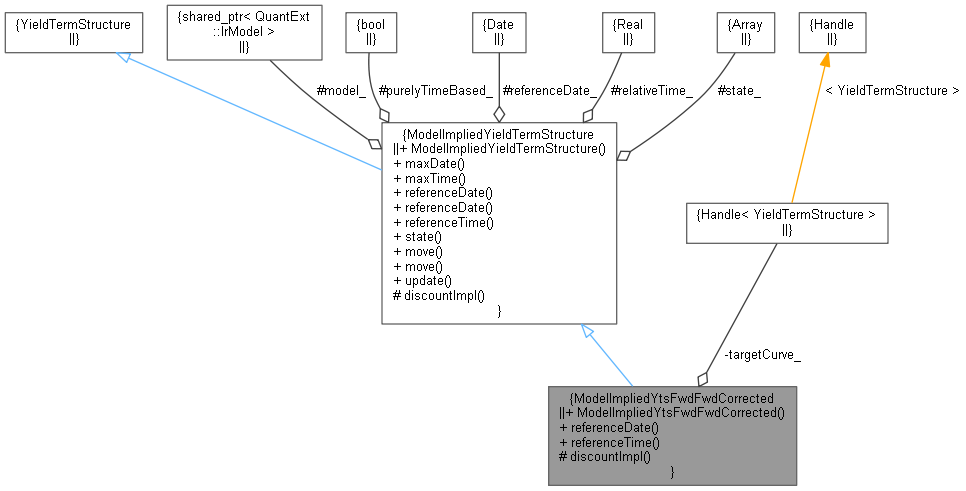 {YieldTermStructure
||}
{shared_ptr< QuantExt
::IrModel >
||}
{bool
||}
{Date
||}
{Real
||}
{Array
||}
{Handle
||}
#model_
#purelyTimeBased_
#referenceDate_
#relativeTime_
#state_
< YieldTermStructure >
{ModelImpliedYieldTermStructure
||+ ModelImpliedYieldTermStructure()
+ maxDate()
+ maxTime()
+ referenceDate()
+ referenceDate()
+ referenceTime()
+ state()
+ move()
+ move()
+ update()
# discountImpl()
}
{Handle< YieldTermStructure >
||}
-targetCurve_
{ModelImpliedYtsFwdFwdCorrected
||+ ModelImpliedYtsFwdFwdCorrected()
+ referenceDate()
+ referenceTime()
# discountImpl()
}